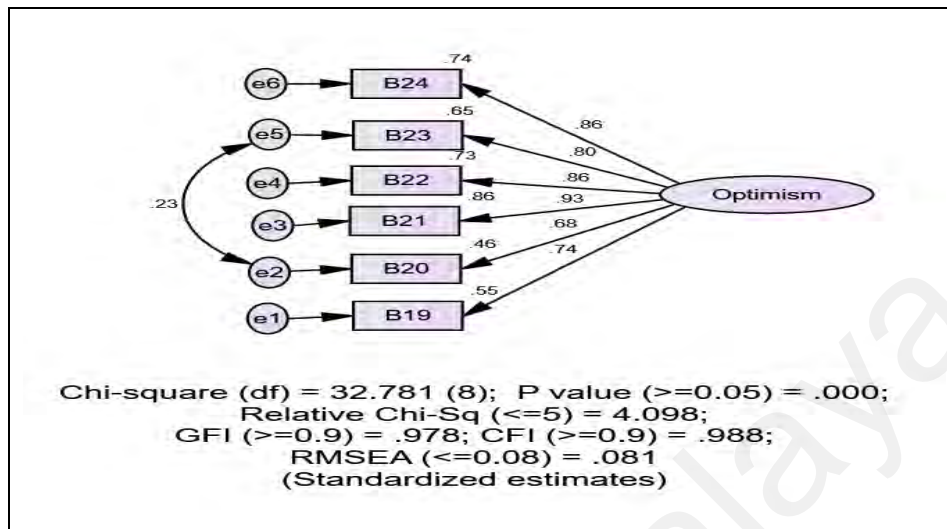 .74
e6 B24
.65
.86
e5 B23
.73
.80
e4 B22
.86
.86
Optimism
.23
.93
e3 B21
.68
.46
.74
e2 B20
.55
e1 B19
Chi-square (df) = 32.781 (8); P value (>=0.05) = .000;
Relative Chi-Sq (<=5) = 4.098;
GFI (>=0.9) = .978; CFI (>=0.9) = .988;
RMSEA (<=0.08) = .081
(Standardized estimates)
alaya